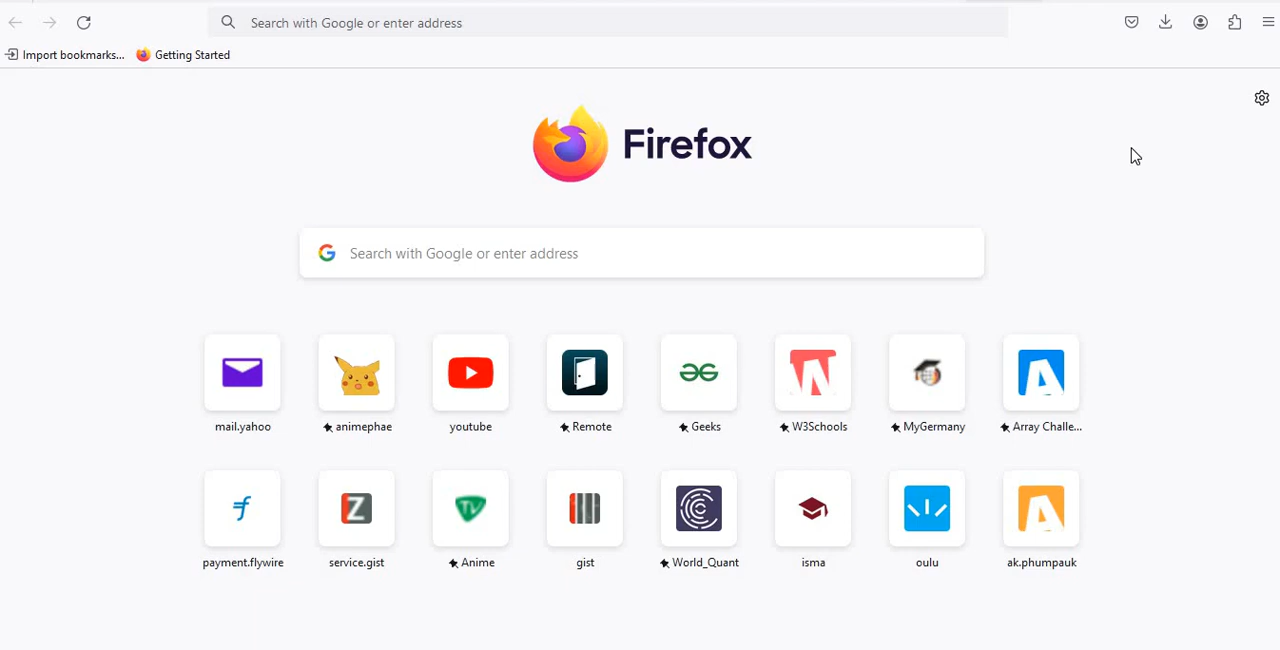 Search with Google or enter address
Import bookmarks... Getting Started
Firefox
Search with Google or enter address
mail.yahoo animephae youtube Remote Geeks W3Schools MyGermany Array Challe...
payment.flywire service.gist Anime gist World_Quant isma oulu ak.phumpauk